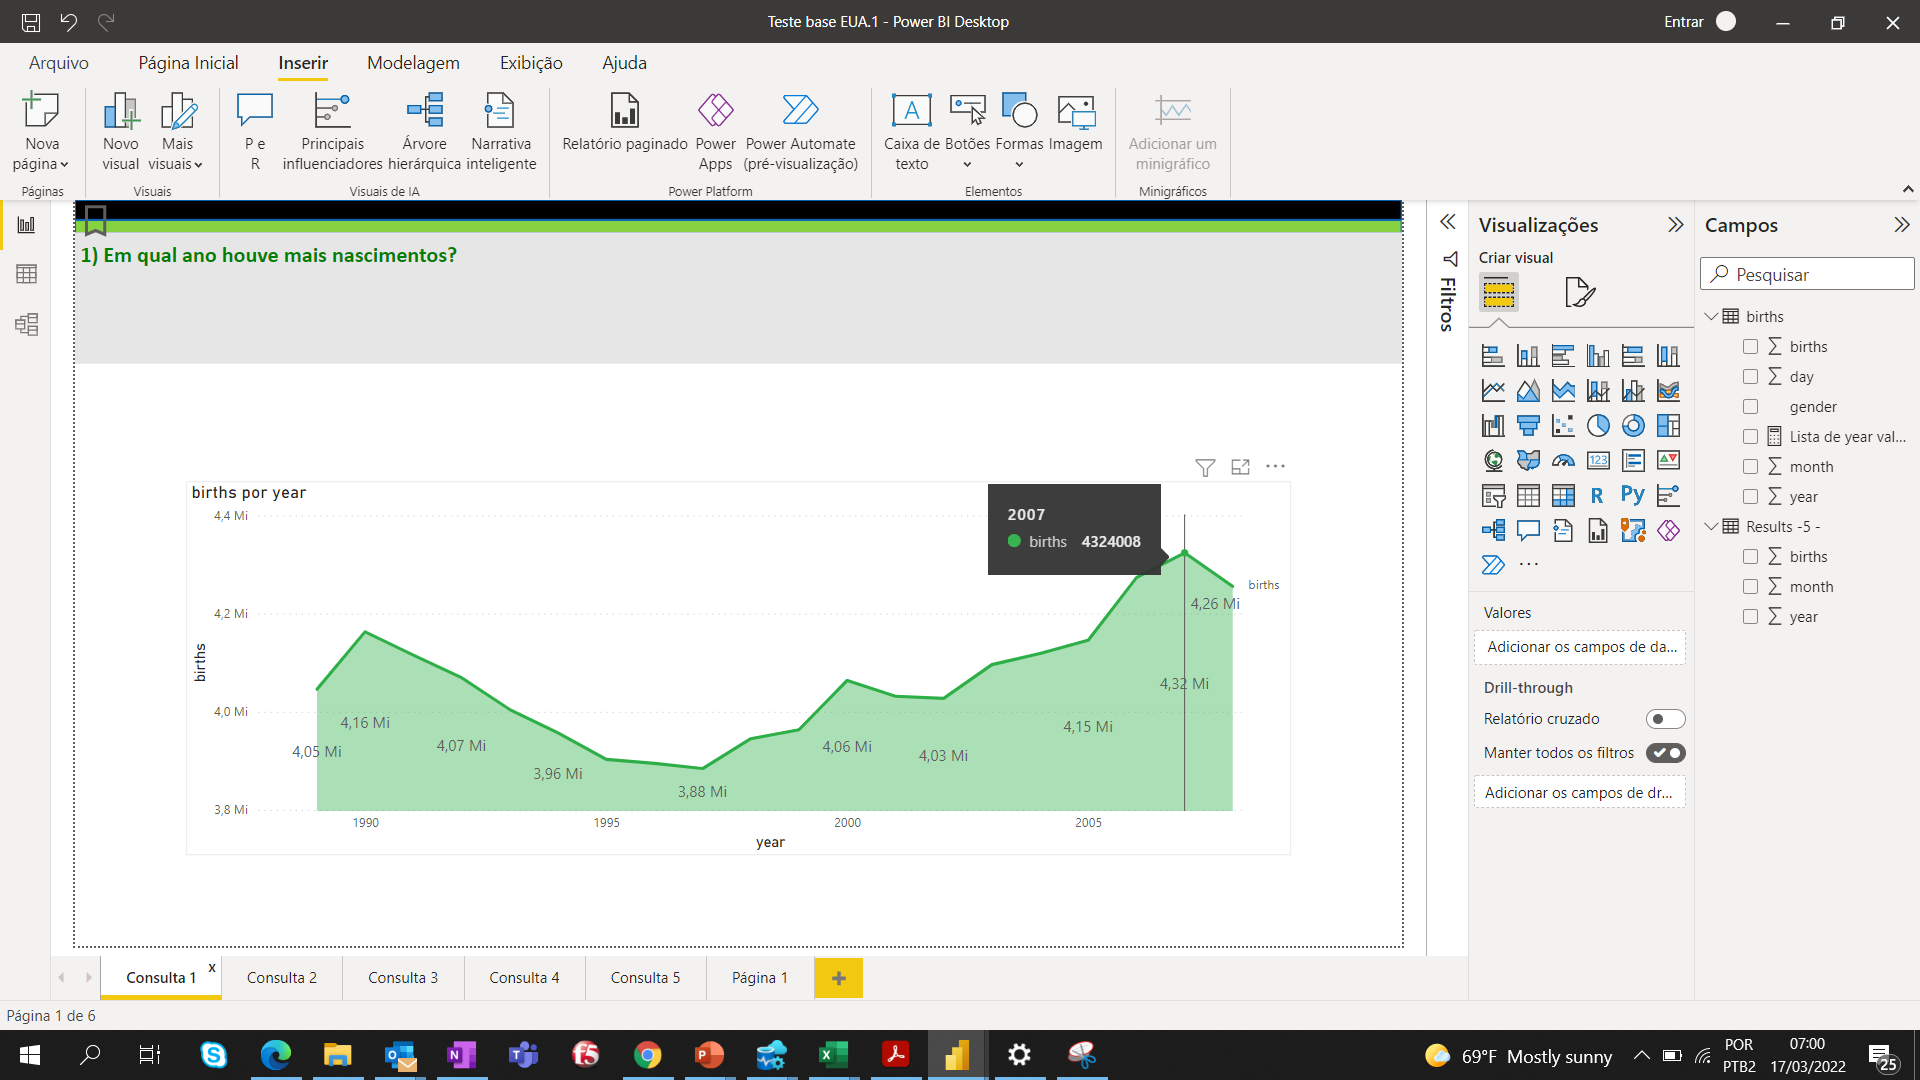 Teste base EUA.1 - Power BI Desktop
Entrar
Arquivo
Página Inicial
Inserir
Modelagem
Exibição
Ajuda
Nova página
Novo visual
Mais visuais
P e R
Principais influenciadores
Árvore hierárquica
Narrativa inteligente
Relatório paginado
Power Apps
Power Automate (pré-visualização)
Caixa de texto
Botões
Formas
Imagem
Adicionar um minigráfico
Páginas
Visuais
Visuais de IA
Power Platform
Elementos
Minigráficos
1) Em qual ano houve mais nascimentos?
births por year
4,4 Mi
4,2 Mi
4,0 Mi
3,8 Mi
births
2007
births 4324008
births
4,05 Mi
4,16 Mi
4,07 Mi
3,96 Mi
3,88 Mi
4,06 Mi
4,03 Mi
4,15 Mi
4,32 Mi
4,26 Mi
1990
1995
2000
2005
year
Filtros
Visualizações
Criar visual
123
R
Py
Valores
Adicionar os campos de da...
Drill-through
Relatório cruzado
Manter todos os filtros
Adicionar os campos de dr...
Campos
Pesquisar
births
births
day
gender
Lista de year val...
month
year
Results -5 -
births
month
year
Consulta 1
x
Consulta 2
Consulta 3
Consulta 4
Consulta 5
Página 1
+
Página 1 de 6
69°F Mostly sunny
POR
PTB2
07:00
17/03/2022
25